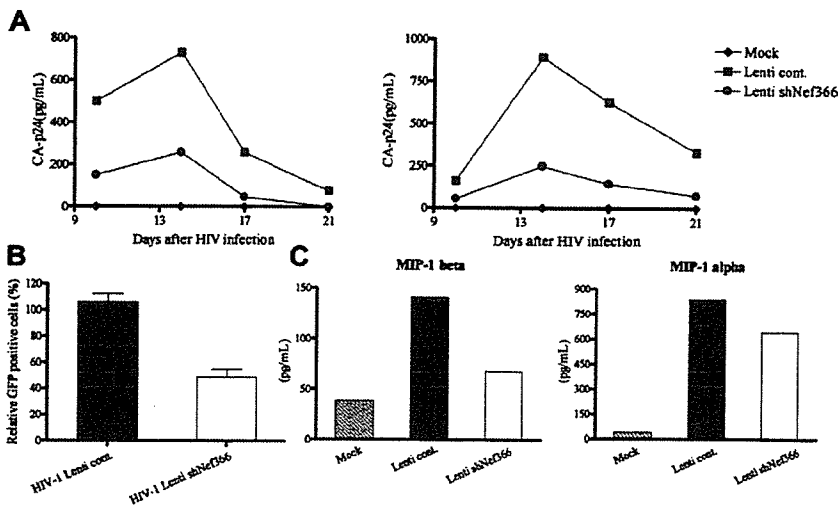 A
CA-p24(pg/mL)
800
600
400
200
0
9
13
17
21
Days after HIV infection
CA-p24(pg/mL)
1000
750
500
250
0
9
13
17
21
Days after HIV infection
Mock
Lenti cont.
Lenti shNef366
B
Relative GFP positive cells (%)
120
100
80
60
40
20
0
HIV-1 Lenti cont.
HIV-1 Lenti shNef366
C
MIP-1 beta
(pg/mL)
150
100
50
0
Mock
Lenti cont.
Lenti shNef366
MIP-1 alpha
(pg/mL)
900
750
600
450
300
150
0
Mock
Lenti cont.
Lenti shNef366